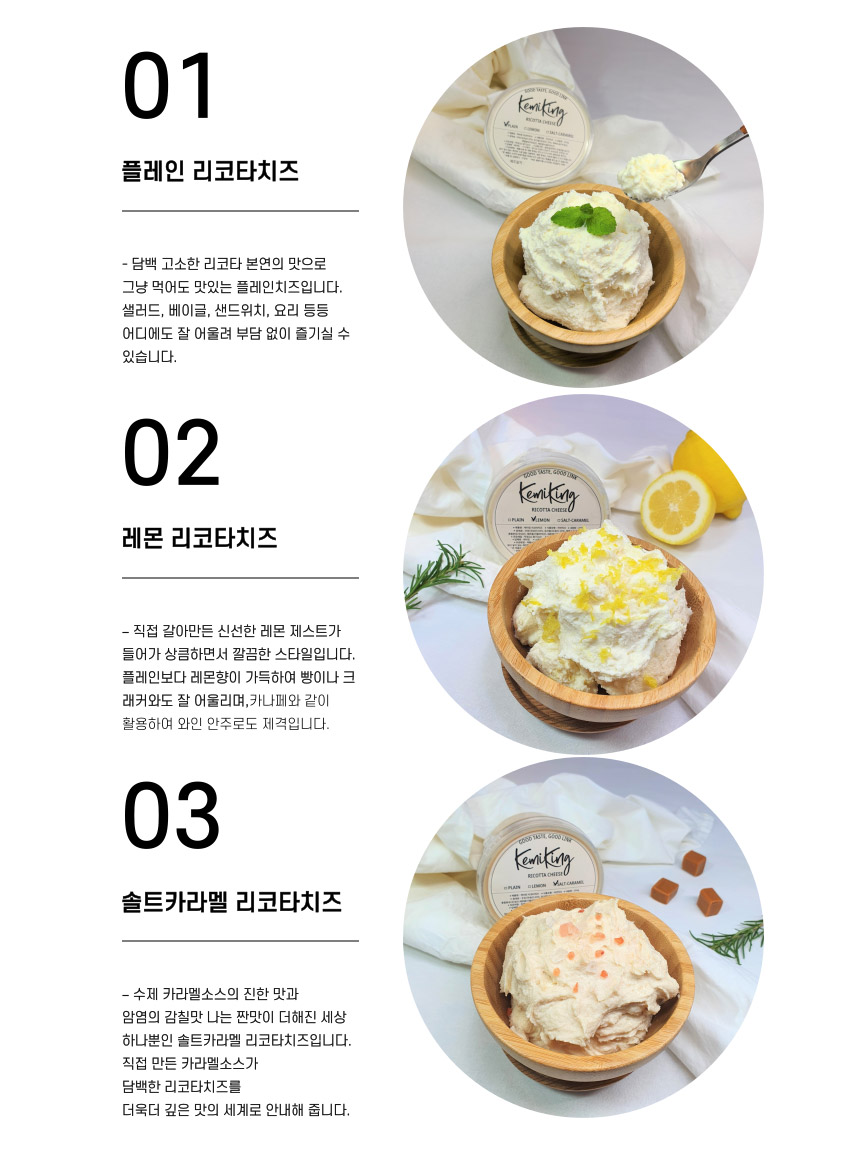 01
플레인 리코타치즈
- 담백 고소한 리코타 본연의 맛으로
그냥 먹어도 맛있는 플레인치즈입니다.
샐러드, 베이글, 샌드위치, 요리 등등
어디에도 잘 어울려 부담 없이 즐기실 수
있습니다.
GOOD TASTE, GOOD LINK
KemiKing
RICOTTA CHEESE
PLAIN LEMON SALT-CARAMEL
02
레몬 리코타치즈
– 직접 갈아만든 신선한 레몬 제스트가
들어가 상큼하면서 깔끔한 스타일입니다.
플레인보다 레몬향이 가득하여 빵이나 크
래커와도 잘 어울리며,카나페와 같이
활용하여 와인 안주로도 제격입니다.
GOOD TASTE, GOOD LINK
KemiKing
RICOTTA CHEESE
PLAIN LEMON SALT-CARAMEL
03
솔트카라멜 리코타치즈
– 수제 카라멜소스의 진한 맛과
암염의 감칠맛 나는 짠맛이 더해진 세상
하나뿐인 솔트카라멜 리코타치즈입니다.
직접 만든 카라멜소스가
담백한 리코타치즈를
더욱더 깊은 맛의 세계로 안내해 줍니다.
GOOD TASTE, GOOD LINK
KemiKing
RICOTTA CHEESE
PLAIN LEMON SALT-CARAMEL